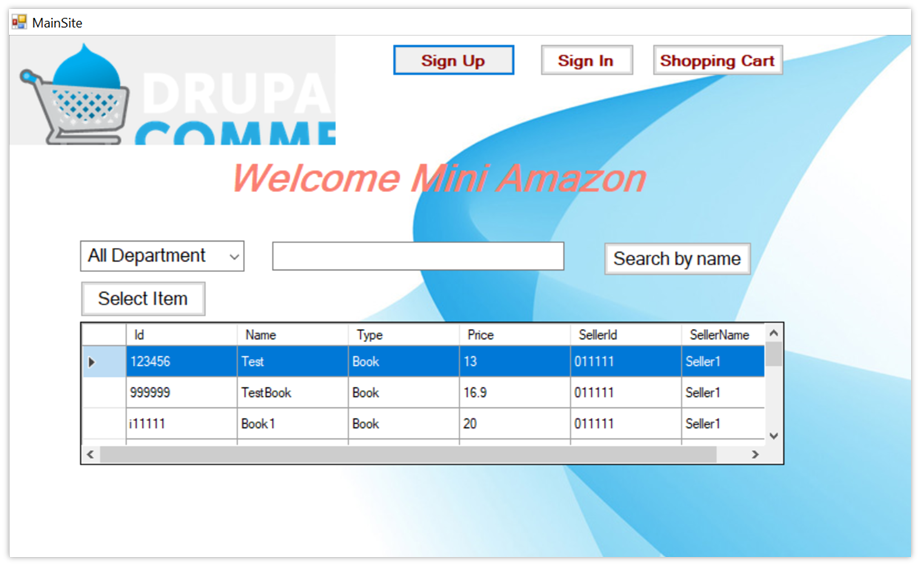 MainSite
Sign Up Sign In Shopping Cart
DRUPA
COMME
Welcome Mini Amazon
All Department Search by name
Select Item
Id Name Type Price SellerId SellerName
123456 Test Book 13 011111 Seller1
999999 TestBook Book 16.9 011111 Seller1
i11111 Book1 Book 20 011111 Seller1